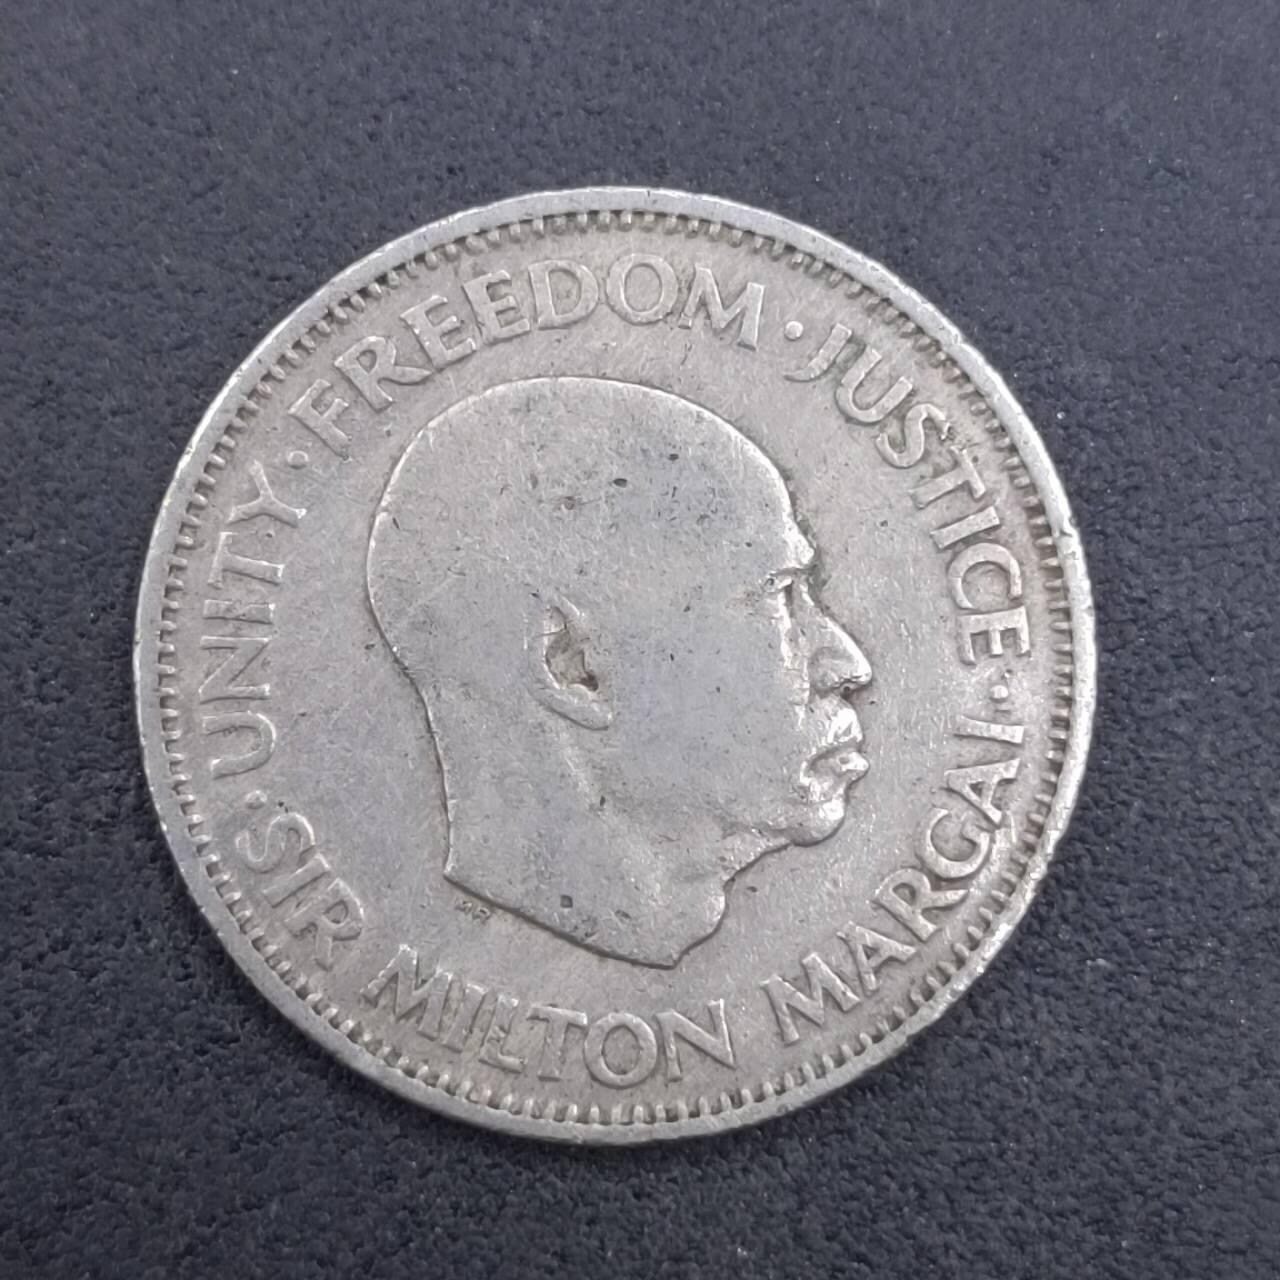 · UNITY · FREEDOM · JUSTICE ·
SIR MILTON MARGAI